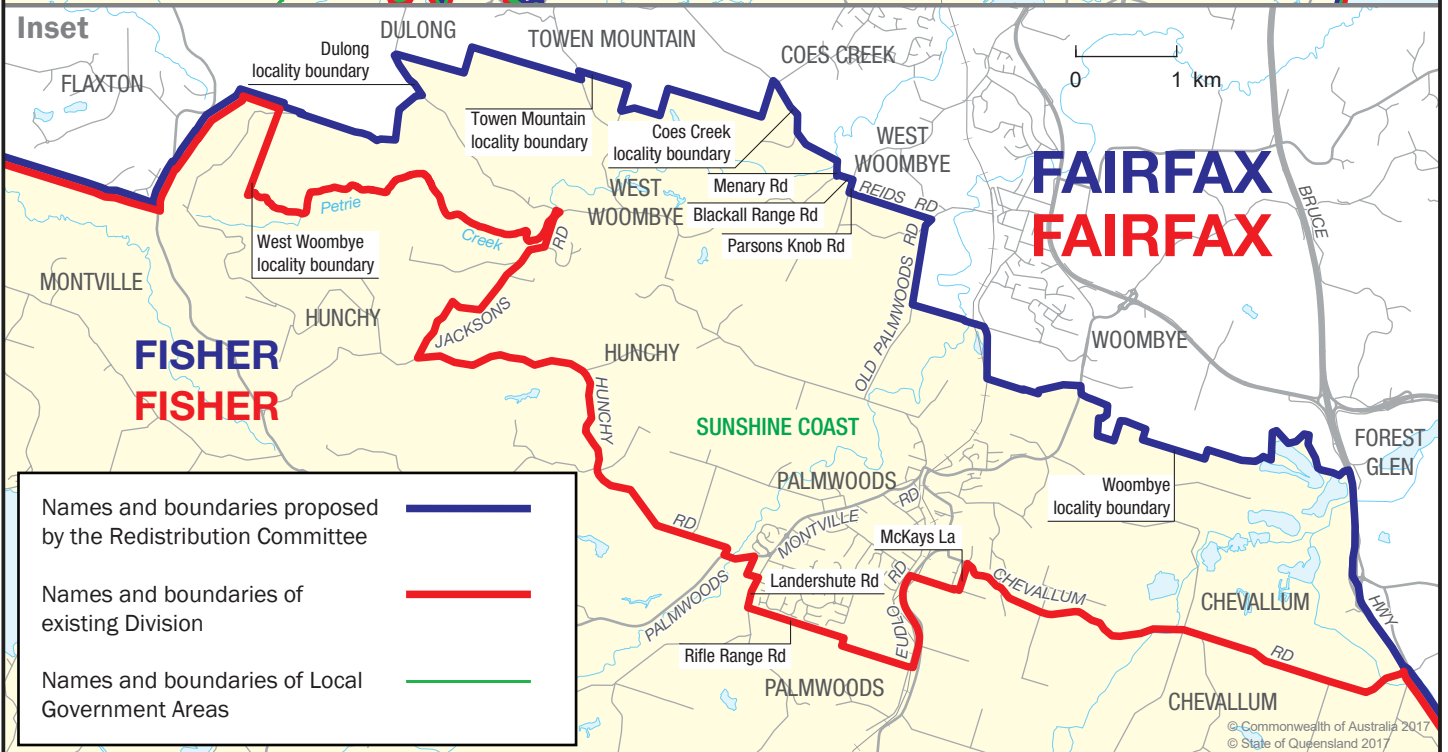 Inset
DULONG
TOWEN MOUNTAIN
COES CREEK
FLAXTON
Dulong
locality boundary
0 1 km
Towen Mountain
locality boundary
Coes Creek
locality boundary
WEST
WOOMBYE
FAIRFAX
FAIRFAX
BRUCE
Menary Rd
REIDS RD
WEST
WOOMBYE
Blackall Range Rd
Parsons Knob Rd
Petrie
Creek
RD
West Woombye
locality boundary
OLD PALMWOODS RD
MONTVILLE
HUNCHY
JACKSONS
WOOMBYE
FISHER
FISHER
HUNCHY
HUNCHY
SUNSHINE COAST
FOREST
GLEN
PALMWOODS
Woombye
locality boundary
RD
MONTVILLE
RD
McKays La
Landershute Rd
RD
CHEVALLUM
CHEVALLUM
HWY
PALMWOODS
EUDLO
Rifle Range Rd
RD
PALMWOODS
CHEVALLUM
Names and boundaries proposed
by the Redistribution Committee
Names and boundaries of
existing Division
Names and boundaries of Local
Government Areas
© Commonwealth of Australia 2017
© State of Queensland 2017